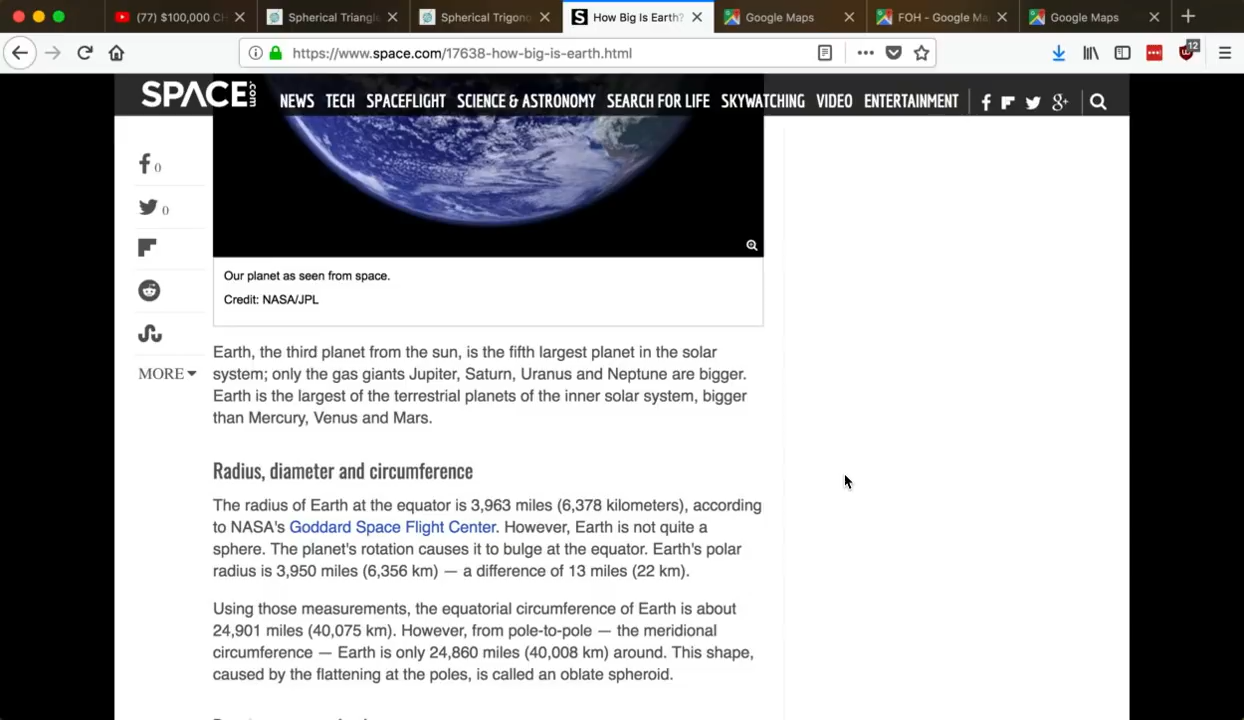 (77) $100,000 C
Spherical Triangl
Spherical Trigono
How Big Is Earth?
Google Maps
FOH - Google Ma
Google Maps
https://www.space.com/17638-how-big-is-earth.html
12
SPACE.com
NEWS TECH SPACEFLIGHT SCIENCE & ASTRONOMY SEARCH FOR LIFE SKYWATCHING VIDEO ENTERTAINMENT
0
0
MORE
Our planet as seen from space.
Credit: NASA/JPL
Earth, the third planet from the sun, is the fifth largest planet in the solar
system; only the gas giants Jupiter, Saturn, Uranus and Neptune are bigger.
Earth is the largest of the terrestrial planets of the inner solar system, bigger
than Mercury, Venus and Mars.
Radius, diameter and circumference
The radius of Earth at the equator is 3,963 miles (6,378 kilometers), according
to NASA's Goddard Space Flight Center. However, Earth is not quite a
sphere. The planet's rotation causes it to bulge at the equator. Earth's polar
radius is 3,950 miles (6,356 km) — a difference of 13 miles (22 km).
Using those measurements, the equatorial circumference of Earth is about
24,901 miles (40,075 km). However, from pole-to-pole — the meridional
circumference — Earth is only 24,860 miles (40,008 km) around. This shape,
caused by the flattening at the poles, is called an oblate spheroid.